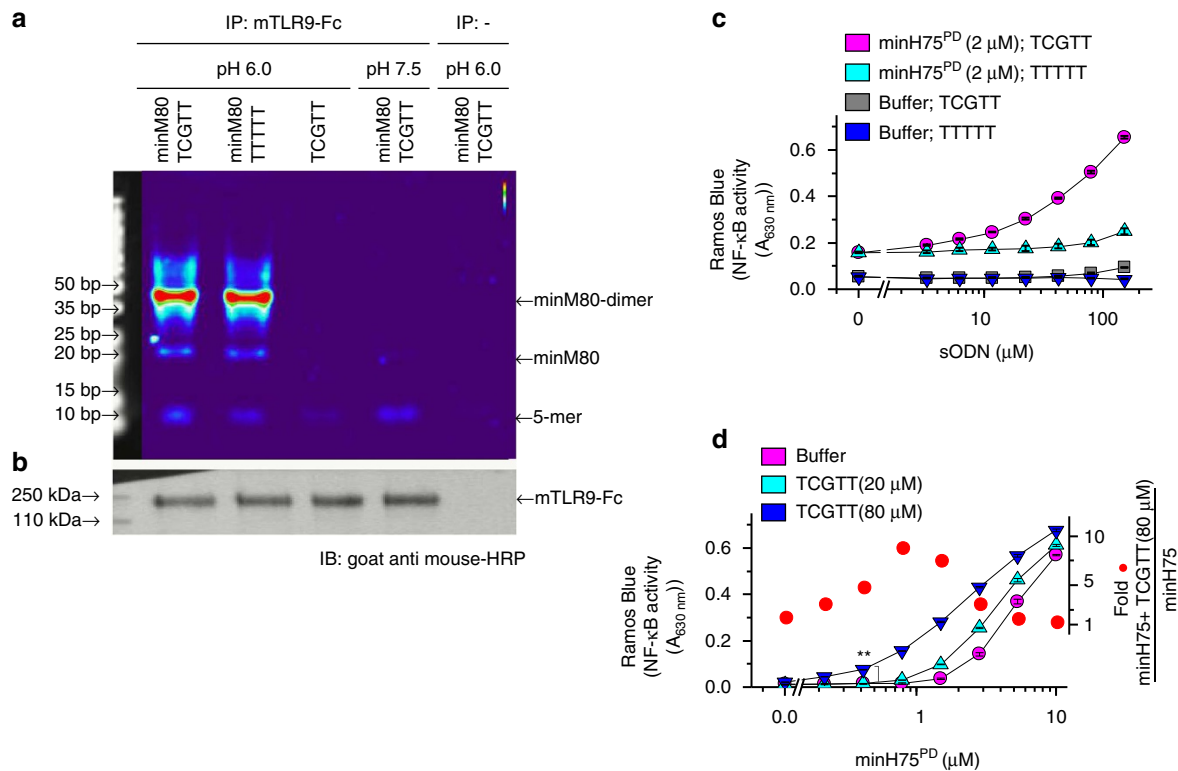 a
IP: mTLR9-Fc
IP: -
pH 6.0
pH 7.5
pH 6.0
minM80
TCGTT
minM80
TTTTT
TCGTT
minM80
TCGTT
minM80
TCGTT
50 bp→
35 bp→
25 bp→
20 bp→
15 bp→
10 bp→
←minM80-dimer
←minM80
←5-mer
b
250 kDa→
110 kDa→
←mTLR9-Fc
IB: goat anti mouse-HRP
c
minH75PD (2 μM); TCGTT
minH75PD (2 μM); TTTTT
Buffer; TCGTT
Buffer; TTTTT
Ramos Blue
(NF-κB activity
(A630 nm))
0.6
0.4
0.2
0.0
0
10
100
sODN (μM)
d
Buffer
TCGTT(20 μM)
TCGTT(80 μM)
Ramos Blue
(NF-κB activity
(A630 nm)
0.6
0.4
0.2
0.0
**
10
5
1
Fold
minH75+ TCGTT(80 μM)
minH75
0.0
1
10
minH75PD (μM)